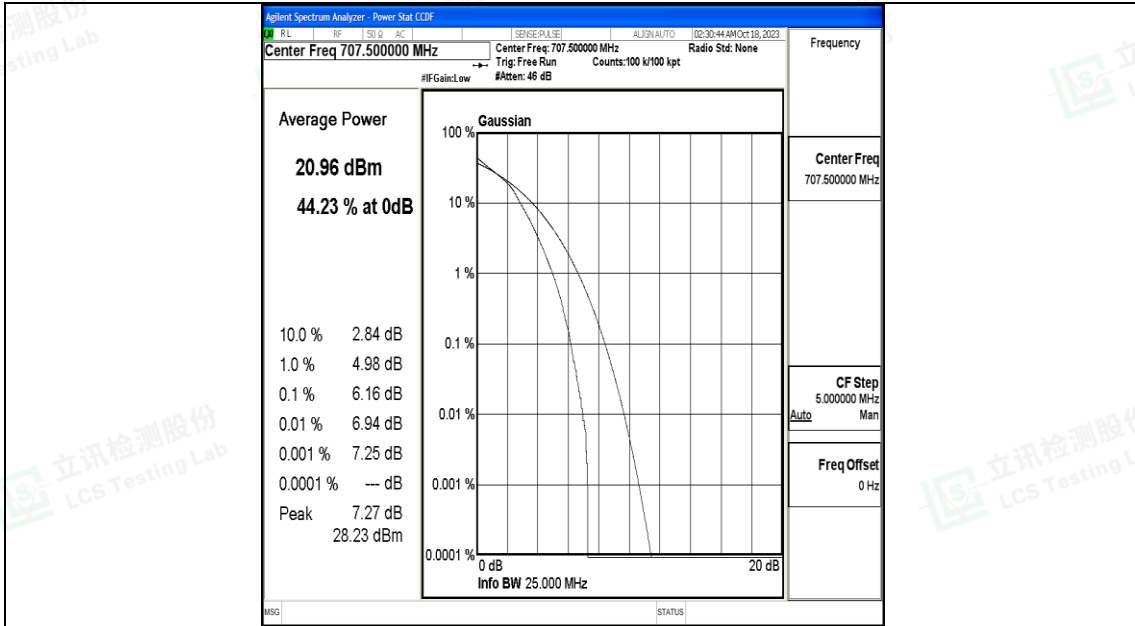 Agilent Spectrum Analyzer - Power Stat CCDF
RL RF 50 Ω AC SENSE:PULSE ALIGN AUTO 02:30:44 AM Oct 18, 2023
Center Freq 707.500000 MHz
Center Freq: 707.500000 MHz Radio Std: None
Trig: Free Run Counts:100 k/100 kpt
#IFGain:Low #Atten: 46 dB
Frequency
Average Power
20.96 dBm
44.23 % at 0dB
10.0 % 2.84 dB
1.0 % 4.98 dB
0.1 % 6.16 dB
0.01 % 6.94 dB
0.001 % 7.25 dB
0.0001 % --- dB
Peak 7.27 dB
28.23 dBm
Gaussian
100 %
10 %
1 %
0.1 %
0.01 %
0.001 %
0.0001 %
0 dB 20 dB
Info BW 25.000 MHz
Center Freq
707.500000 MHz
CF Step
5.000000 MHz
Auto Man
Freq Offset
0 Hz
MSG STATUS
测股份
Testing Lab
立讯检测股份
LCS Testing Lab
立讯检测股份
LCS Testing L